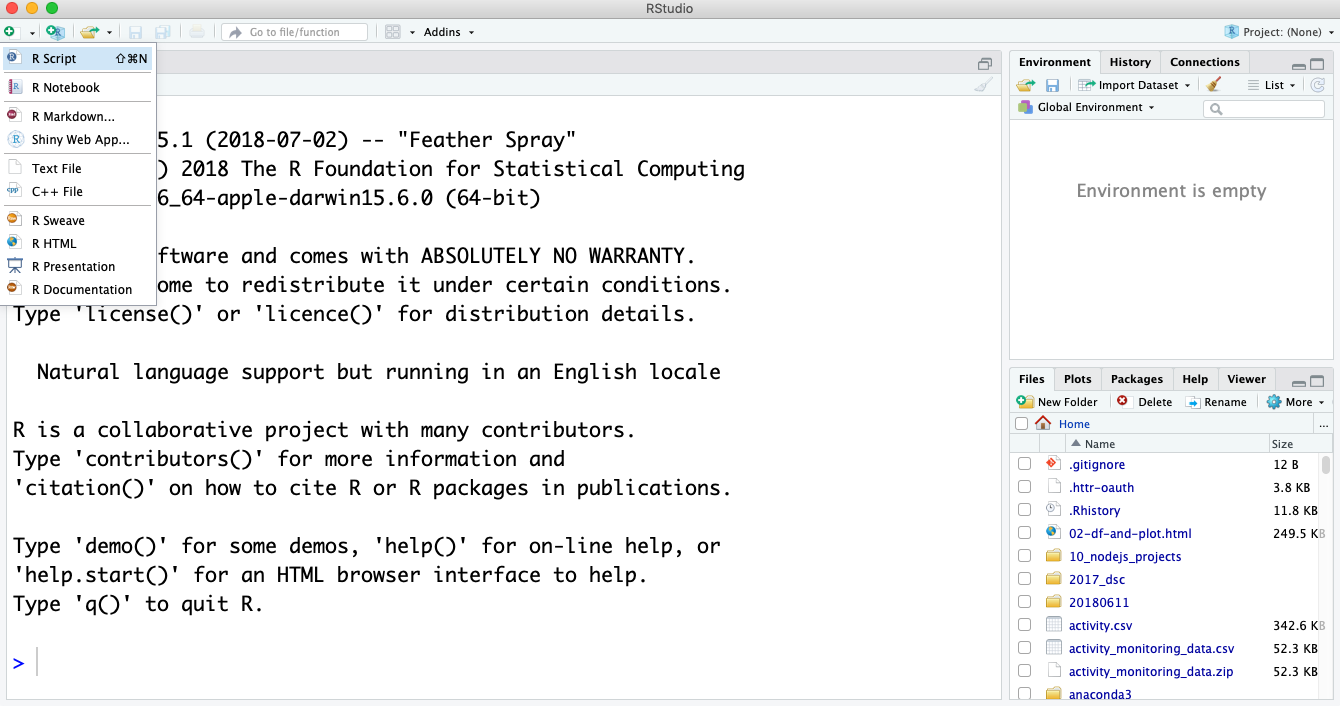 RStudio
Go to file/function
Addins
Project: (None)
R Script ⇧⌘N
R Notebook
R Markdown...
Shiny Web App...
Text File
C++ File
R Sweave
R HTML
R Presentation
R Documentation
5.1 (2018-07-02) -- "Feather Spray"
) 2018 The R Foundation for Statistical Computing
6_64-apple-darwin15.6.0 (64-bit)
ftware and comes with ABSOLUTELY NO WARRANTY.
ome to redistribute it under certain conditions.
Type 'license()' or 'licence()' for distribution details.
Natural language support but running in an English locale
R is a collaborative project with many contributors.
Type 'contributors()' for more information and
'citation()' on how to cite R or R packages in publications.
Type 'demo()' for some demos, 'help()' for on-line help, or
'help.start()' for an HTML browser interface to help.
Type 'q()' to quit R.
>
Environment History Connections
Import Dataset List
Global Environment
Environment is empty
Files Plots Packages Help Viewer
New Folder Delete Rename More
Home ...
Name Size
.gitignore 12 B
.httr-oauth 3.8 KB
.Rhistory 11.8 KB
02-df-and-plot.html 249.5 KB
10_nodejs_projects
2017_dsc
20180611
activity.csv 342.6 KB
activity_monitoring_data.csv 52.3 KB
activity_monitoring_data.zip 52.3 KB
anaconda3